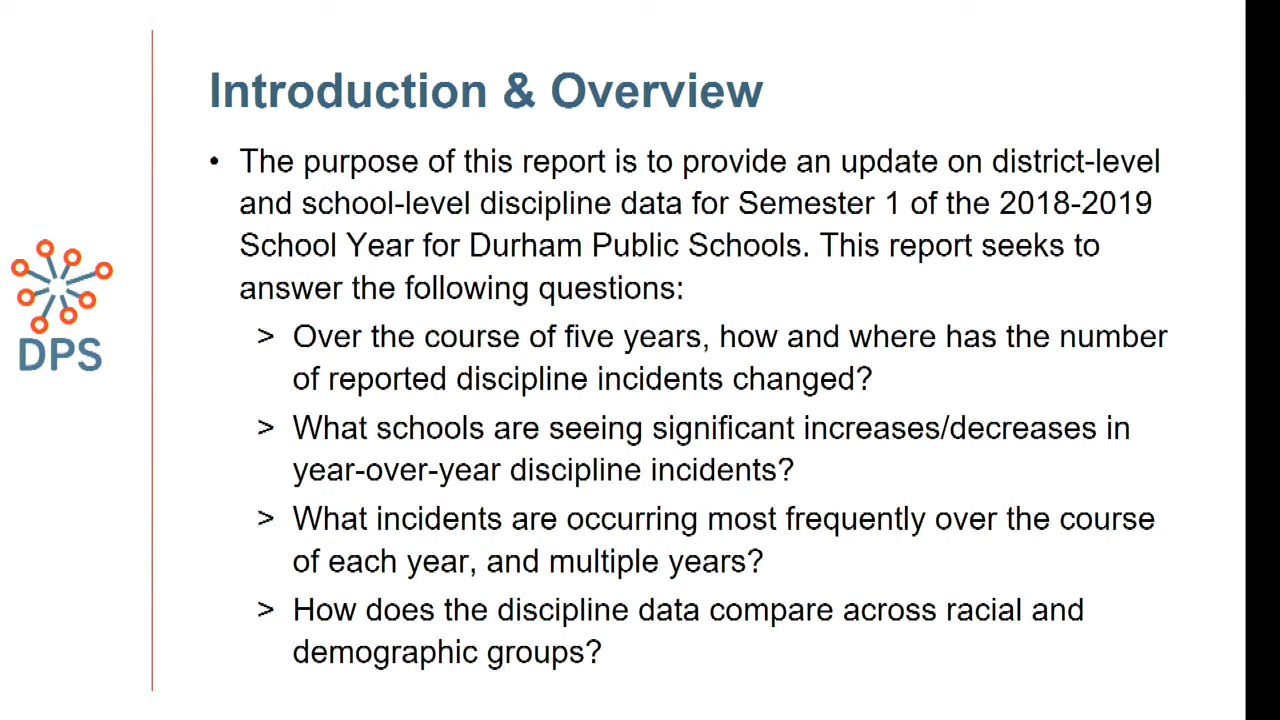 Introduction & Overview
• The purpose of this report is to provide an update on district-level
and school-level discipline data for Semester 1 of the 2018-2019
School Year for Durham Public Schools. This report seeks to
answer the following questions:
> Over the course of five years, how and where has the number
of reported discipline incidents changed?
> What schools are seeing significant increases/decreases in
year-over-year discipline incidents?
> What incidents are occurring most frequently over the course
of each year, and multiple years?
> How does the discipline data compare across racial and
demographic groups?
DPS